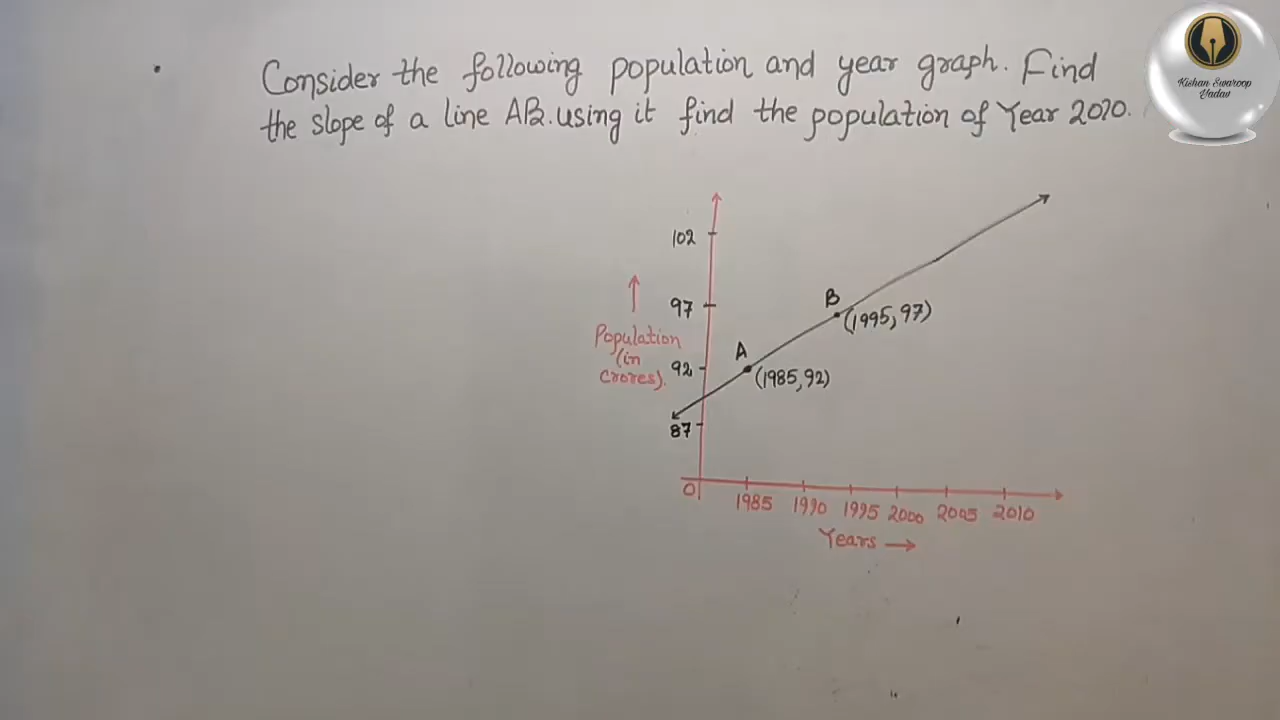 Consider the following population and year graph. Find
the slope of a line AB. using it find the population of Year 2020.
Kishan Swaroop
Yadav
102
97
B
(1995, 97)
Population
(in
Crores).
A
92
(1985, 92)
87
0
1985 1990 1995 2000 2005 2010
Years